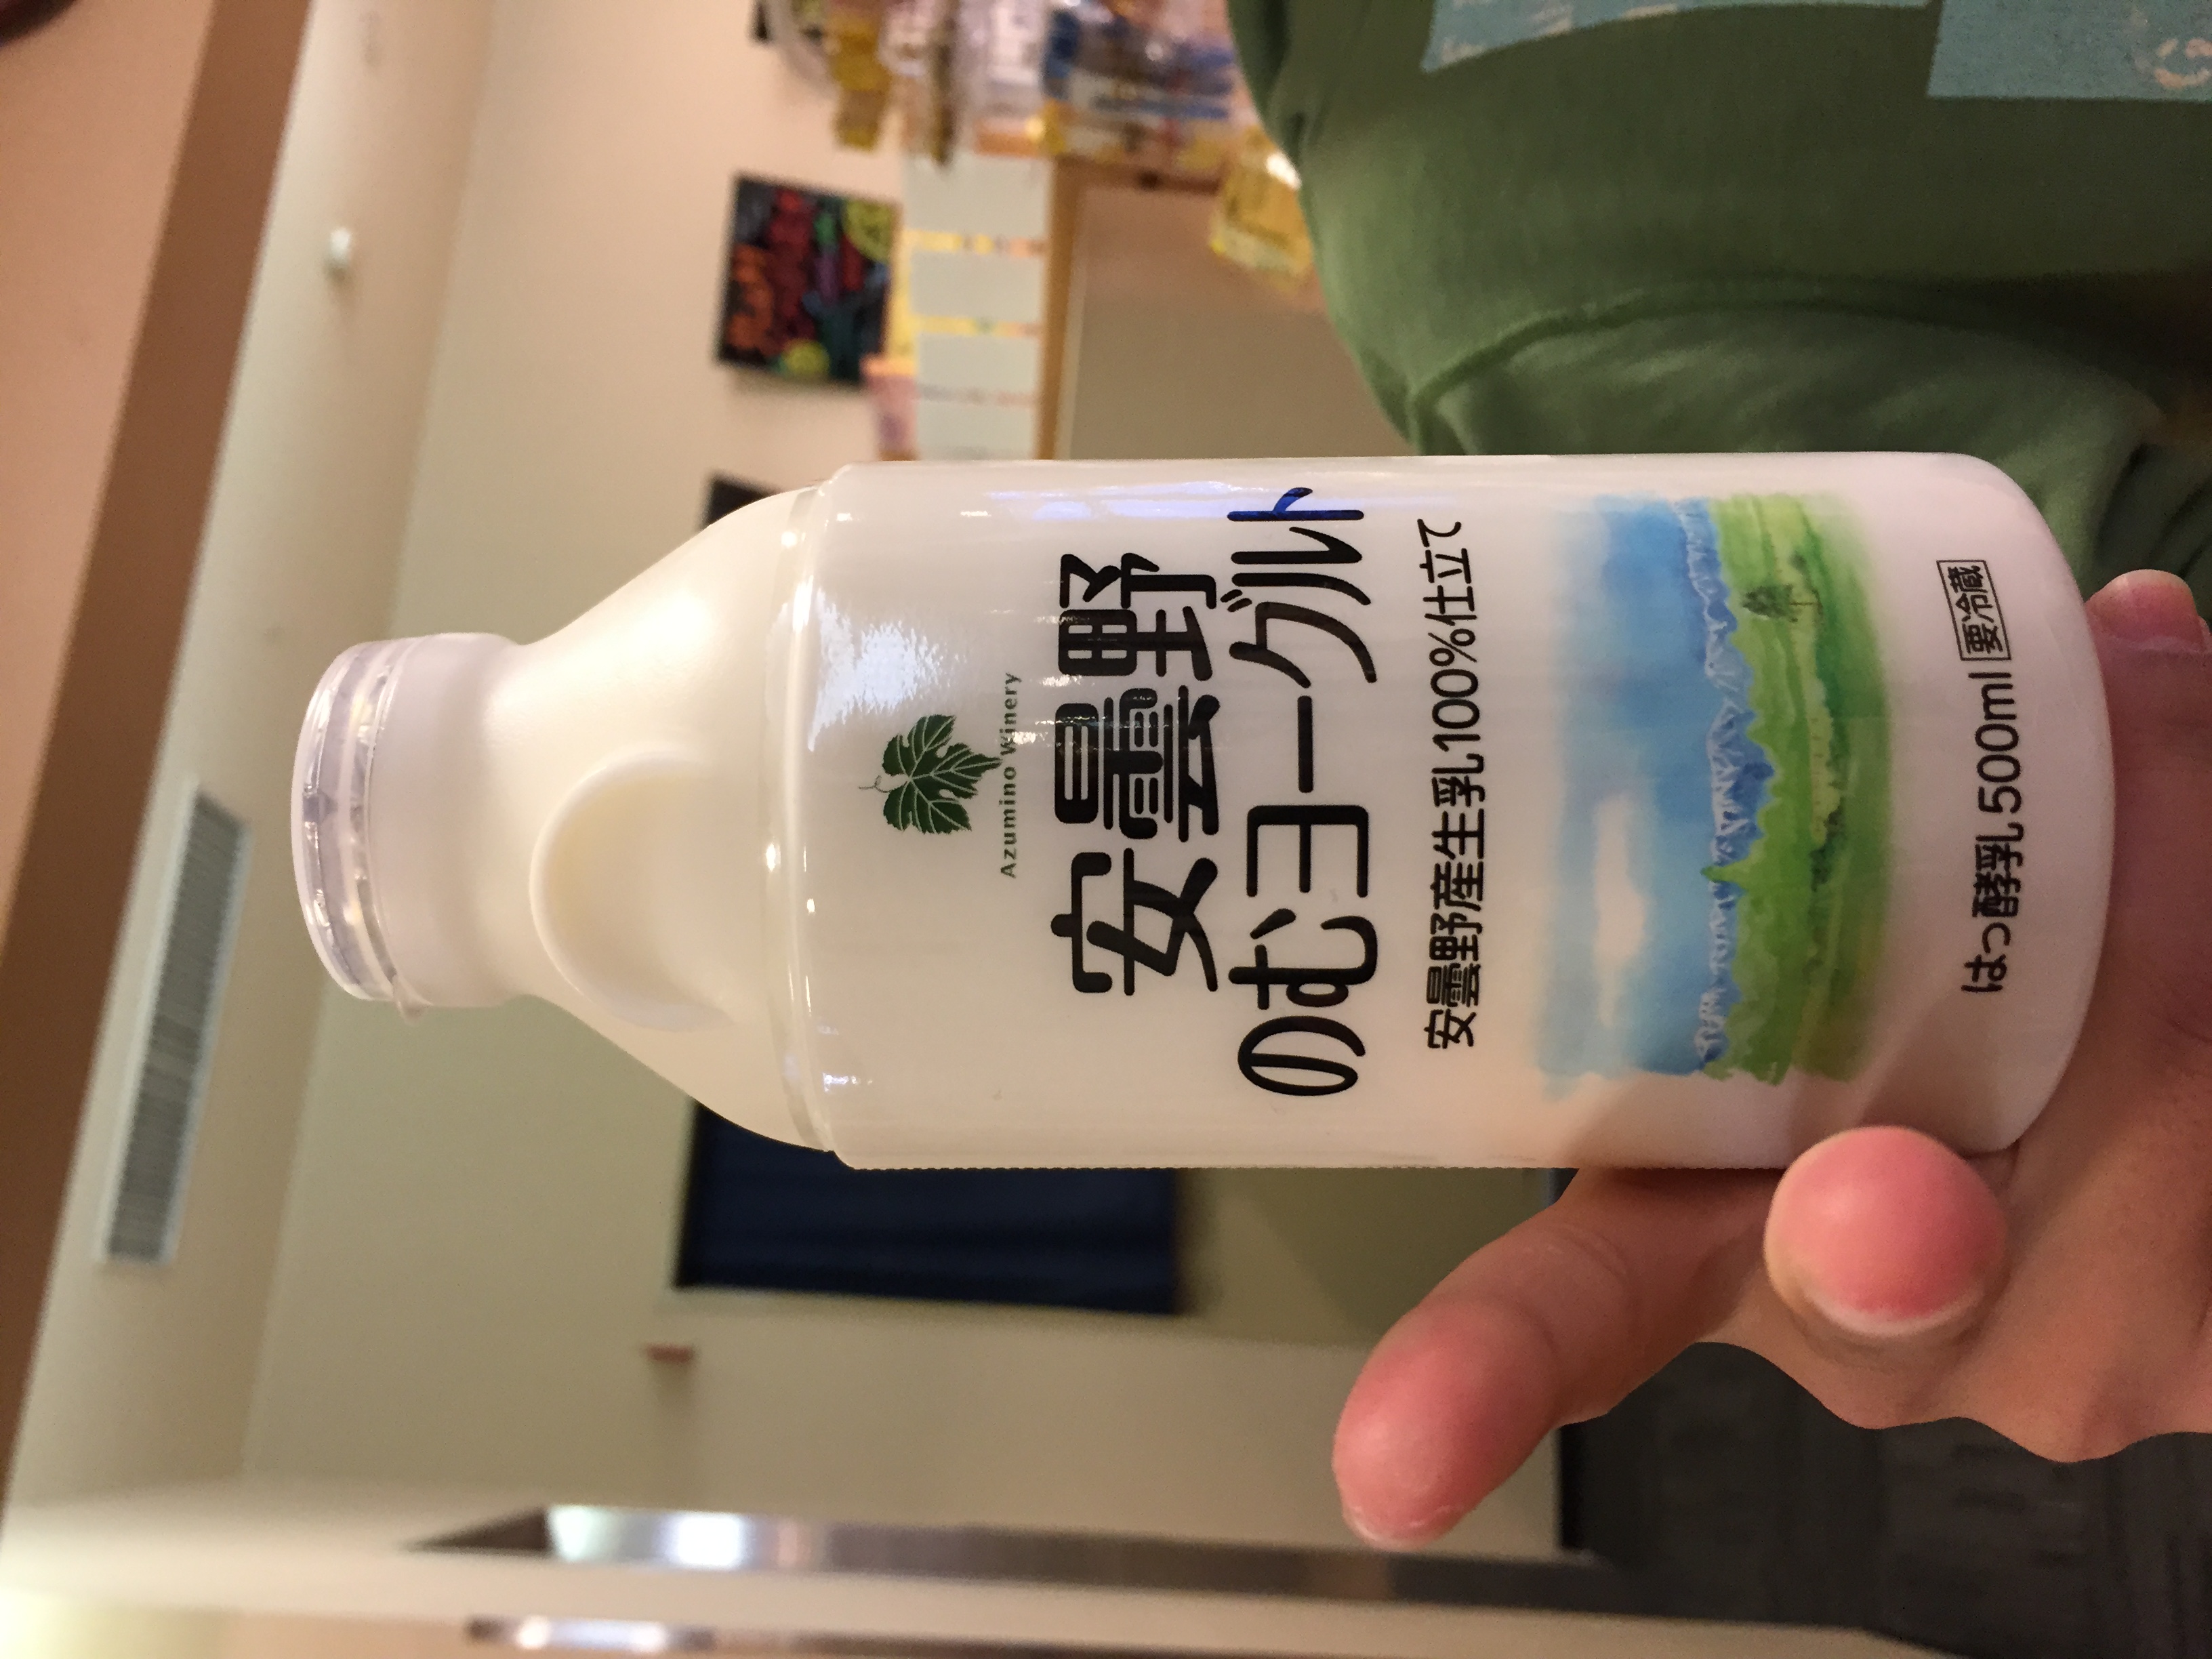 Azumino Winery
安曇野
のむヨーグルト
安曇野産生乳100%仕立て
はっ酵乳 500ml 要冷蔵